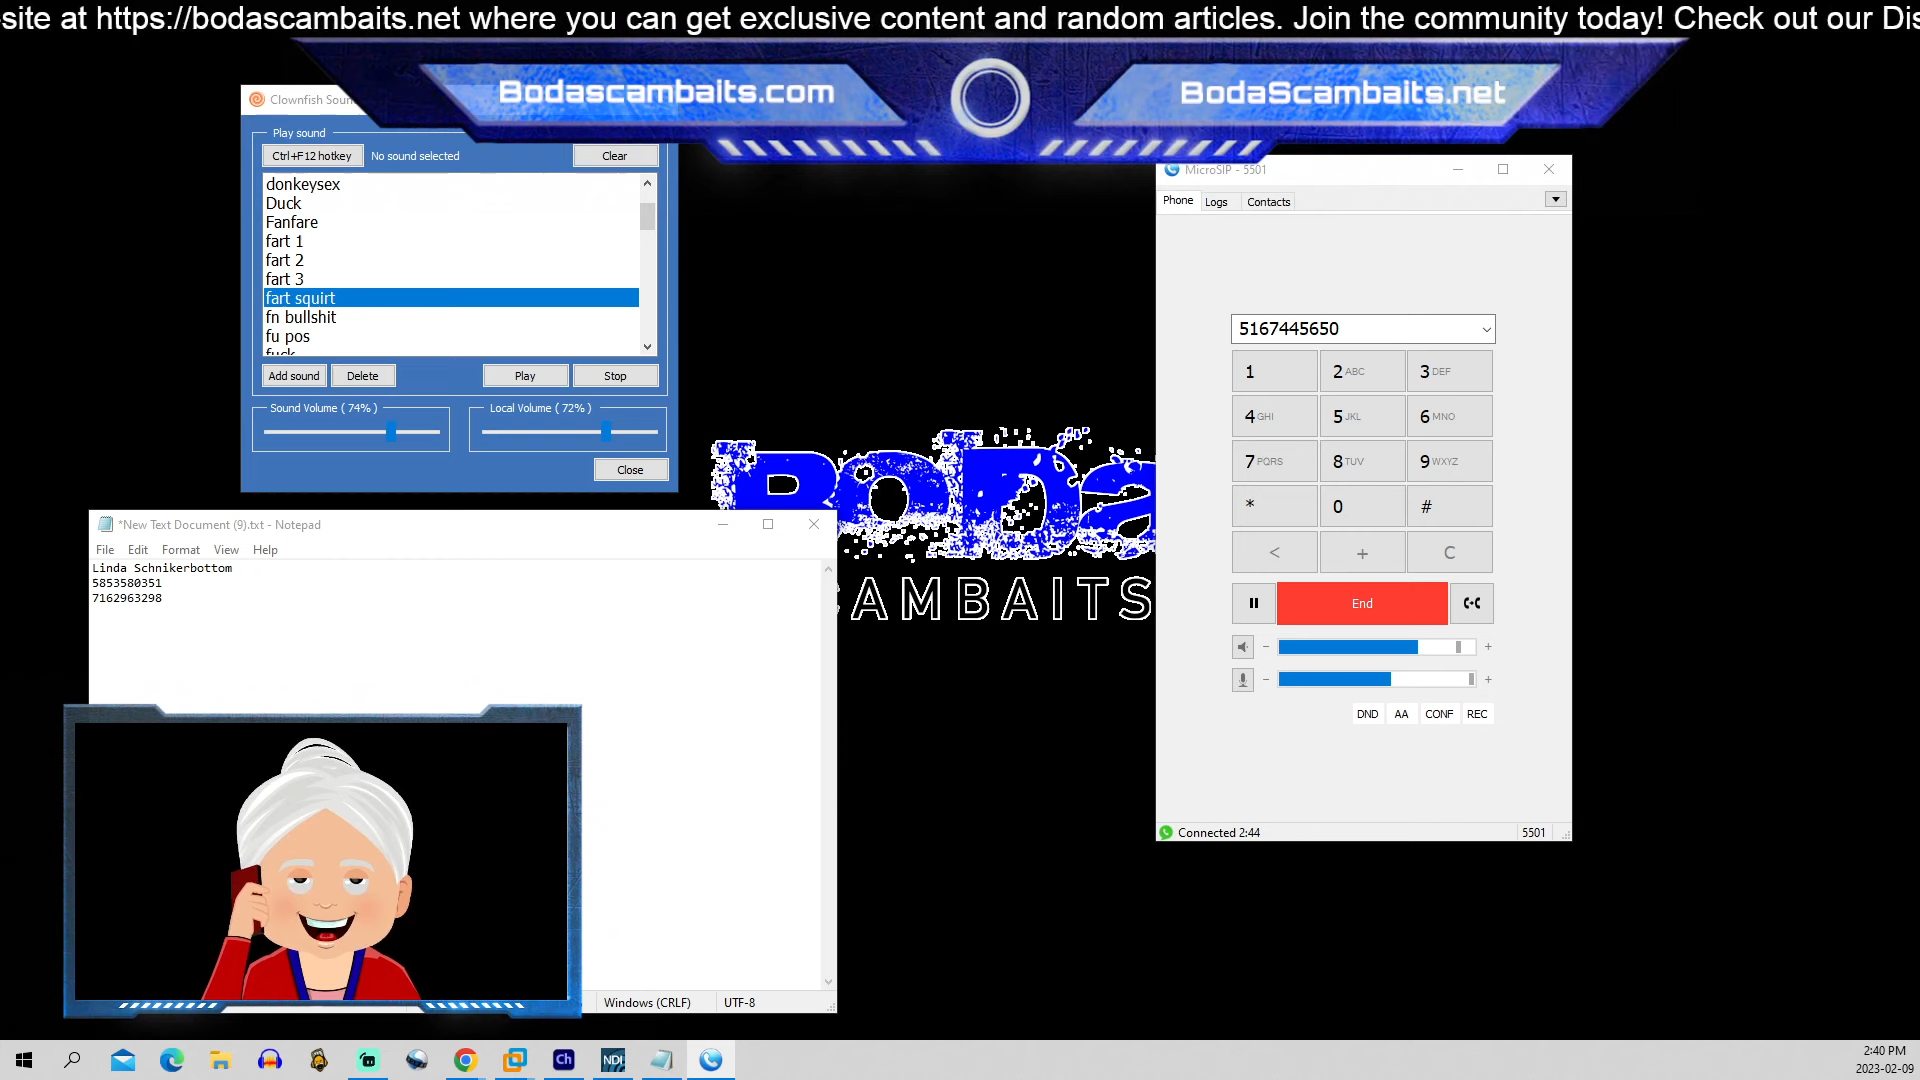 site at https://bodascambaits.net where you can get exclusive content and random articles. Join the community today! Check out our Dis
Bodascambaits.com
BodaScambaits.net
Clownfish Soun
Play sound
Ctrl+F12 hotkey
No sound selected
Clear
donkeysex
Duck
Fanfare
fart 1
fart 2
fart 3
fart squirt
fn bullshit
fu pos
fuck
Add sound
Delete
Play
Stop
Sound Volume ( 74% )
Local Volume ( 72% )
Close
MicroSIP - 5501
Phone
Logs
Contacts
5167445650
1
2 ABC
3 DEF
4 GHI
5 JKL
6 MNO
7 PQRS
8 TUV
9 WXYZ
*
0
#
<
+
C
End
-
+
-
+
DND
AA
CONF
REC
Connected 2:44
5501
BoDa
CAMBAITS
*New Text Document (9).txt - Notepad
File
Edit
Format
View
Help
Linda Schnikerbottom
5853580351
7162963298
Windows (CRLF)
UTF-8
Ch
NDI
2:40 PM
2023-02-09